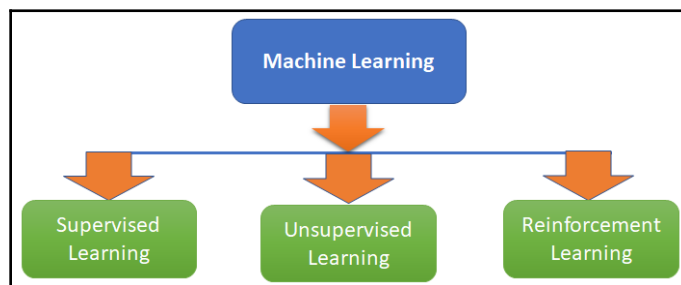 Machine Learning
Supervised
Learning
Unsupervised
Learning
Reinforcement
Learning